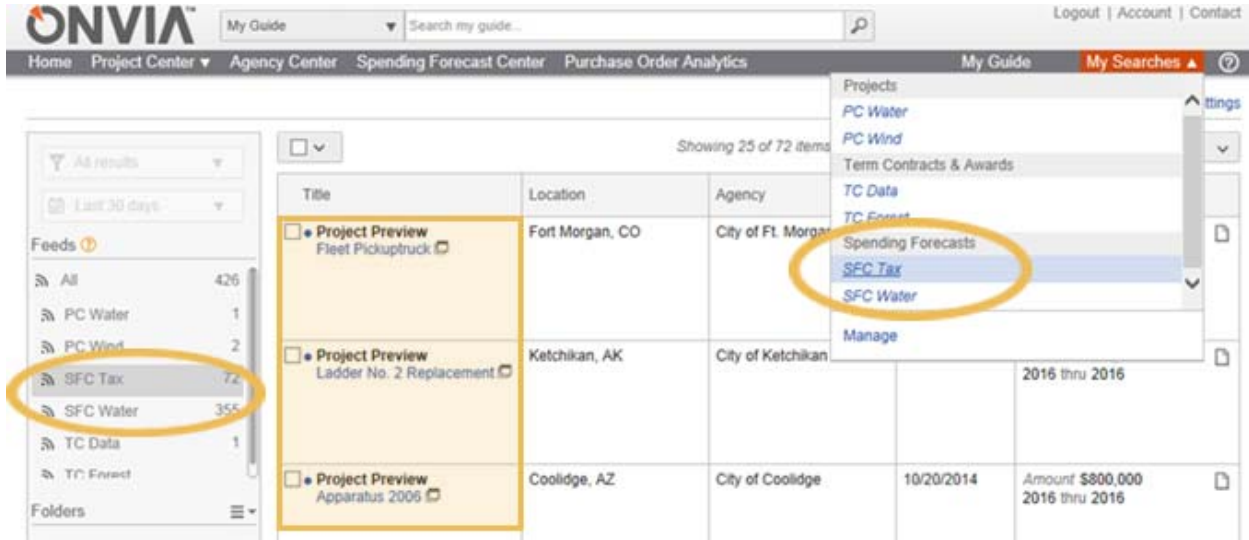 ONVIA™
My Guide
Search my guide...
Logout | Account | Contact
Home Project Center ▼ Agency Center Spending Forecast Center Purchase Order Analytics My Guide My Searches ▲ ?
ttings
Projects
PC Water
PC Wind
Term Contracts & Awards
TC Data
TC Forest
Spending Forecasts
SFC Tax
SFC Water
Manage
All results
Last 30 days
Feeds ?
All 426
PC Water 1
PC Wind 2
SFC Tax 72
SFC Water 355
TC Data 1
TC Forest
Folders
Showing 25 of 72 items
Title Location Agency
Project Preview Fort Morgan, CO City of Ft. Morgan
Fleet Pickuptruck
Project Preview Ketchikan, AK City of Ketchikan
Ladder No. 2 Replacement 2016 thru 2016
Project Preview Coolidge, AZ City of Coolidge 10/20/2014 Amount $800,000
Apparatus 2006 2016 thru 2016